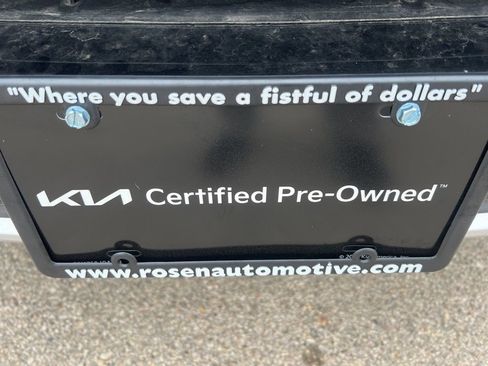 "Where you save a fistful of dollars"
KIA Certified Pre-Owned™
www.rosenautomotive.com